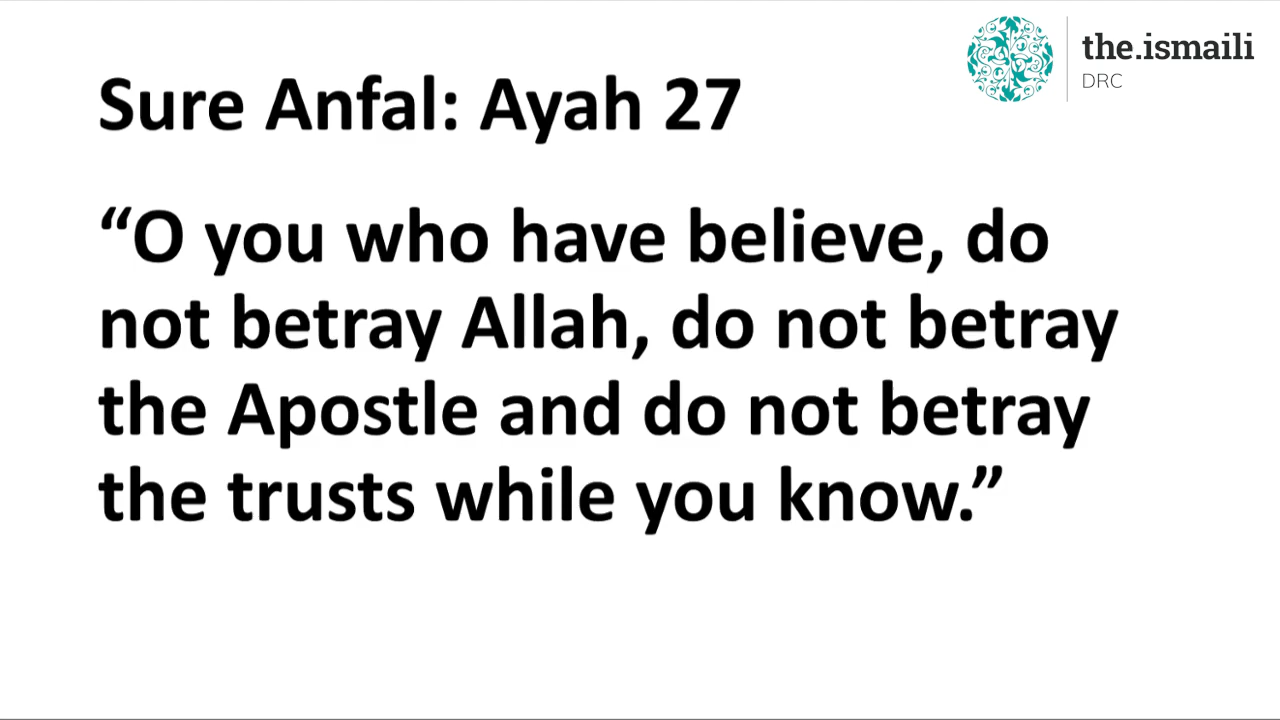 the.ismaili
DRC
Sure Anfal: Ayah 27
“O you who have believe, do
not betray Allah, do not betray
the Apostle and do not betray
the trusts while you know.”